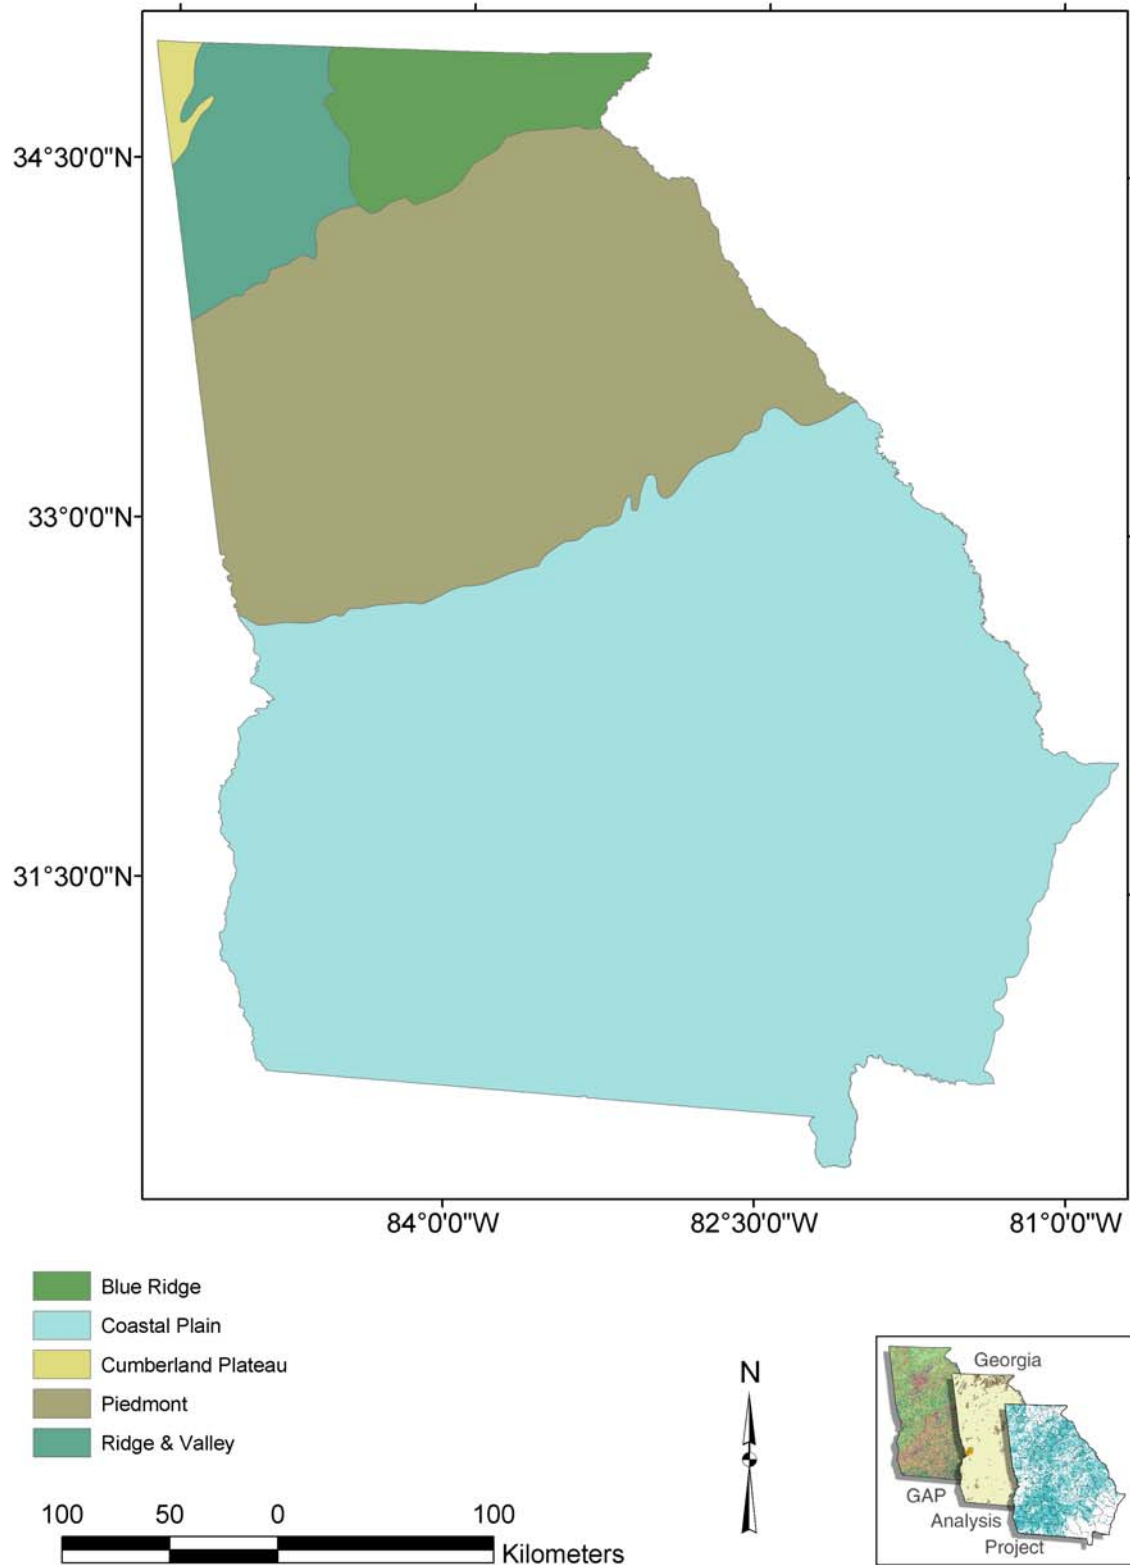 34°30'0"N
33°0'0"N
31°30'0"N
84°0'0"W
82°30'0"W
81°0'0"W
Blue Ridge
Coastal Plain
Cumberland Plateau
Piedmont
Ridge & Valley
100
50
0
100
Kilometers
N
Georgia
GAP
Analysis
Project